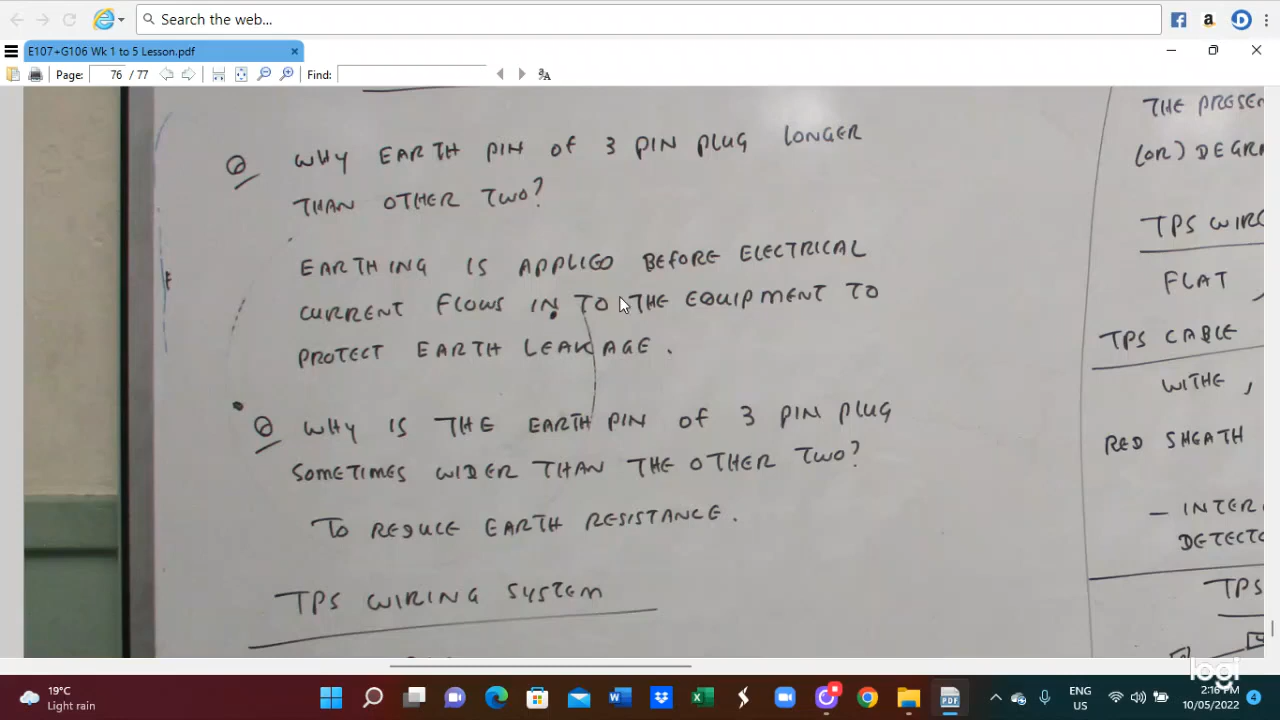 Search the web...
E107+G106 Wk 1 to 5 Lesson.pdf
Page: 76 / 77 Find:
Q WHY EARTH PIN OF 3 PIN PLUG LONGER
THAN OTHER TWO?
EARTHING IS APPLIED BEFORE ELECTRICAL
CURRENT FLOWS IN TO THE EQUIPMENT TO
PROTECT EARTH LEAKAGE.
Q WHY IS THE EARTH PIN OF 3 PIN PLUG
SOMETIMES WIDER THAN THE OTHER TWO?
TO REDUCE EARTH RESISTANCE.
TPS WIRING SYSTEM
THE PRESEN
(OR) DEGRA
TPS WIRG
FLAT,
TPS CABLE
WITHE,
RED SHEATH
- INTER
DETECTO
TPS
logi
19°C
Light rain
ENG
US
2:16 PM
10/05/2022
4